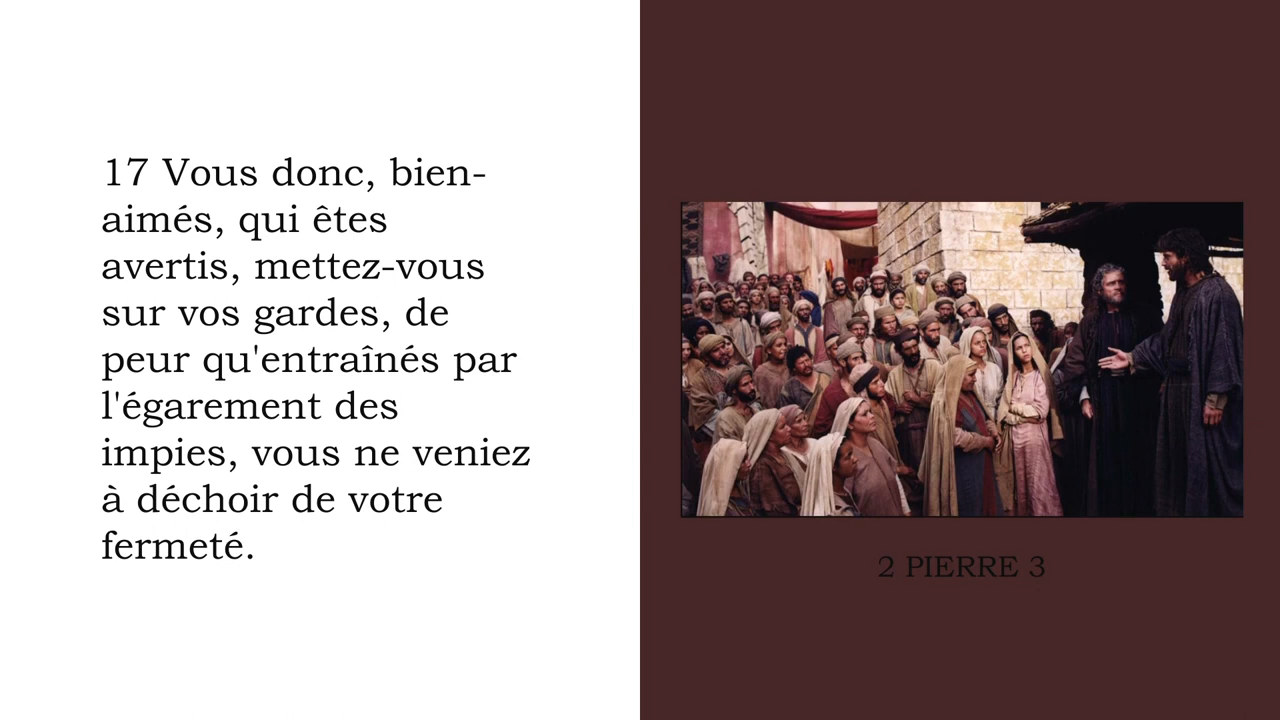 17 Vous donc, bien-
aimés, qui êtes
avertis, mettez-vous
sur vos gardes, de
peur qu'entraînés par
l'égarement des
impies, vous ne veniez
à déchoir de votre
fermeté.
2 PIERRE 3